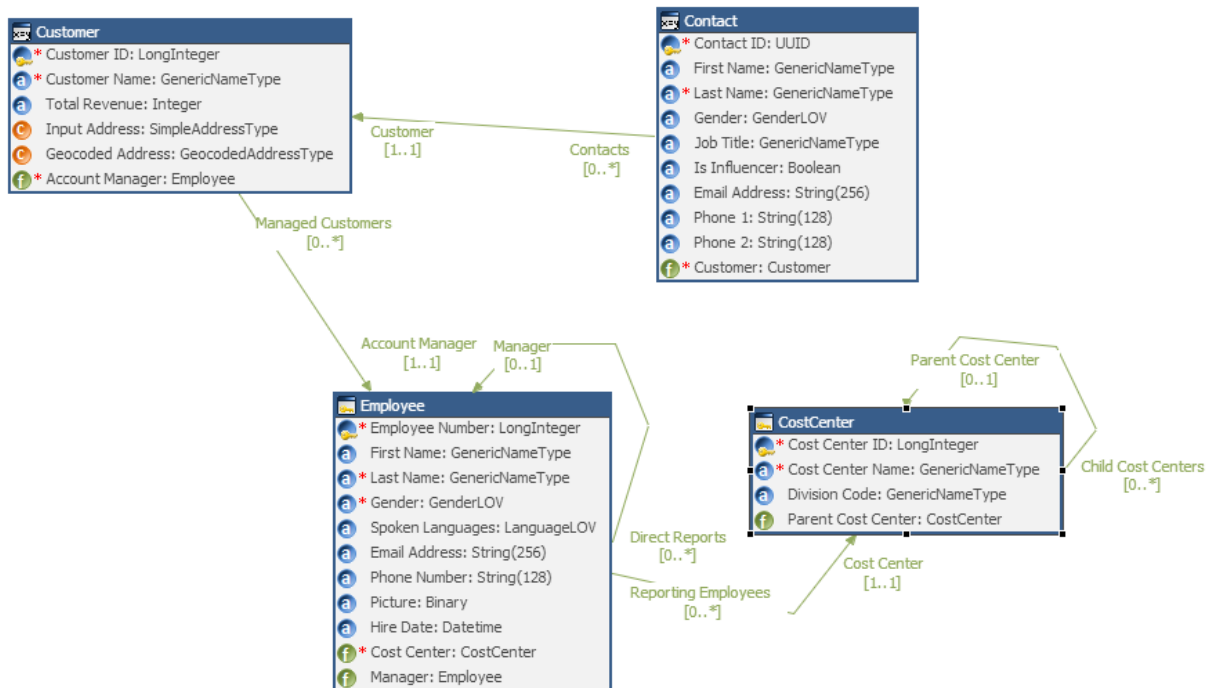 Customer
* Customer ID: LongInteger
* Customer Name: GenericNameType
Total Revenue: Integer
Input Address: SimpleAddressType
Geocoded Address: GeocodedAddressType
* Account Manager: Employee
Contact
* Contact ID: UUID
First Name: GenericNameType
* Last Name: GenericNameType
Gender: GenderLOV
Job Title: GenericNameType
Is Influencer: Boolean
Email Address: String(256)
Phone 1: String(128)
Phone 2: String(128)
* Customer: Customer
Customer
[1..1]
Contacts
[0..*]
Managed Customers
[0..*]
Account Manager
[1..1]
Manager
[0..1]
Employee
* Employee Number: LongInteger
First Name: GenericNameType
* Last Name: GenericNameType
* Gender: GenderLOV
Spoken Languages: LanguageLOV
Email Address: String(256)
Phone Number: String(128)
Picture: Binary
Hire Date: Datetime
* Cost Center: CostCenter
Manager: Employee
Direct Reports
[0..*]
Reporting Employees
[0..*]
Parent Cost Center
[0..1]
CostCenter
* Cost Center ID: LongInteger
* Cost Center Name: GenericNameType
Division Code: GenericNameType
Parent Cost Center: CostCenter
Child Cost Centers
[0..*]
Cost Center
[1..1]